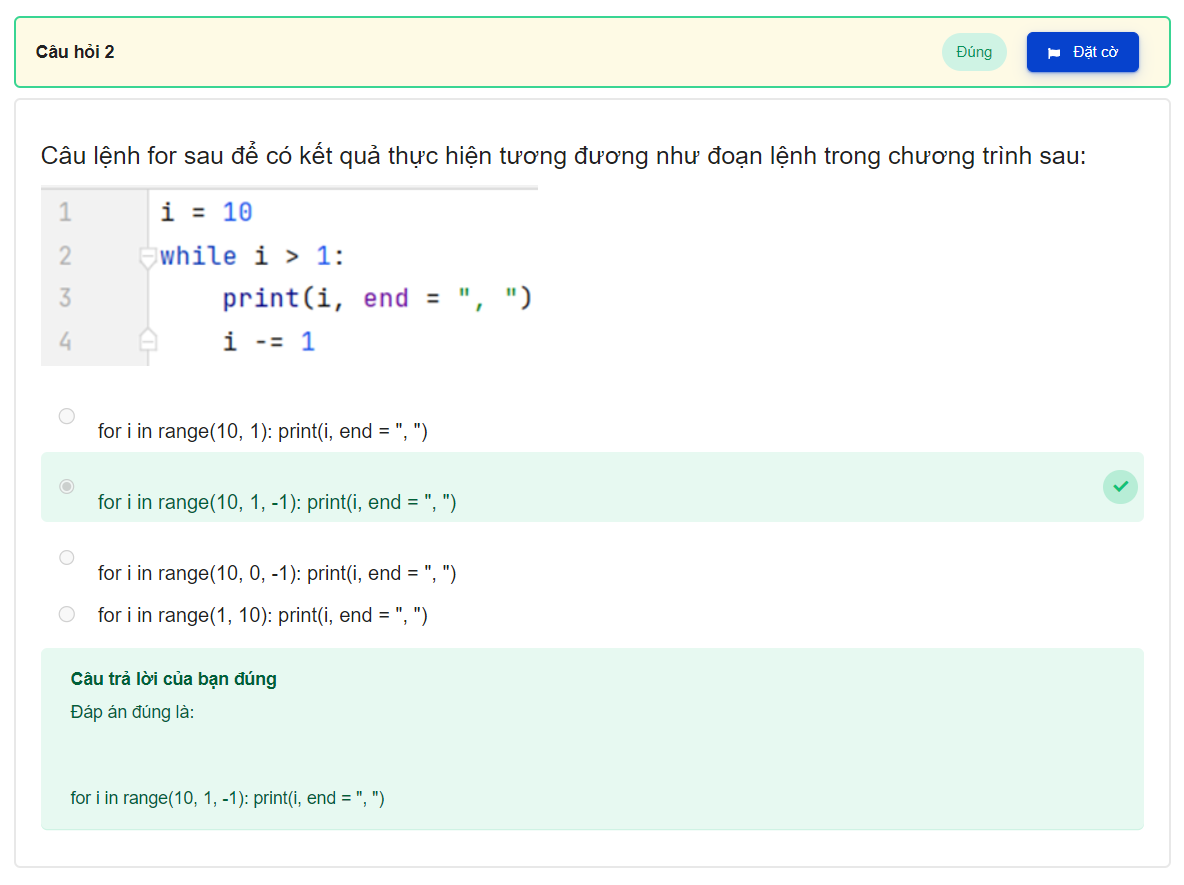 Câu hỏi 2
Đúng
Đặt cờ
Câu lệnh for sau để có kết quả thực hiện tương đương như đoạn lệnh trong chương trình sau:
1 i = 10
2 while i > 1:
3 print(i, end = ", ")
4 i -= 1
for i in range(10, 1): print(i, end = ", ")
for i in range(10, 1, -1): print(i, end = ", ")
for i in range(10, 0, -1): print(i, end = ", ")
for i in range(1, 10): print(i, end = ", ")
Câu trả lời của bạn đúng
Đáp án đúng là:
for i in range(10, 1, -1): print(i, end = ", ")